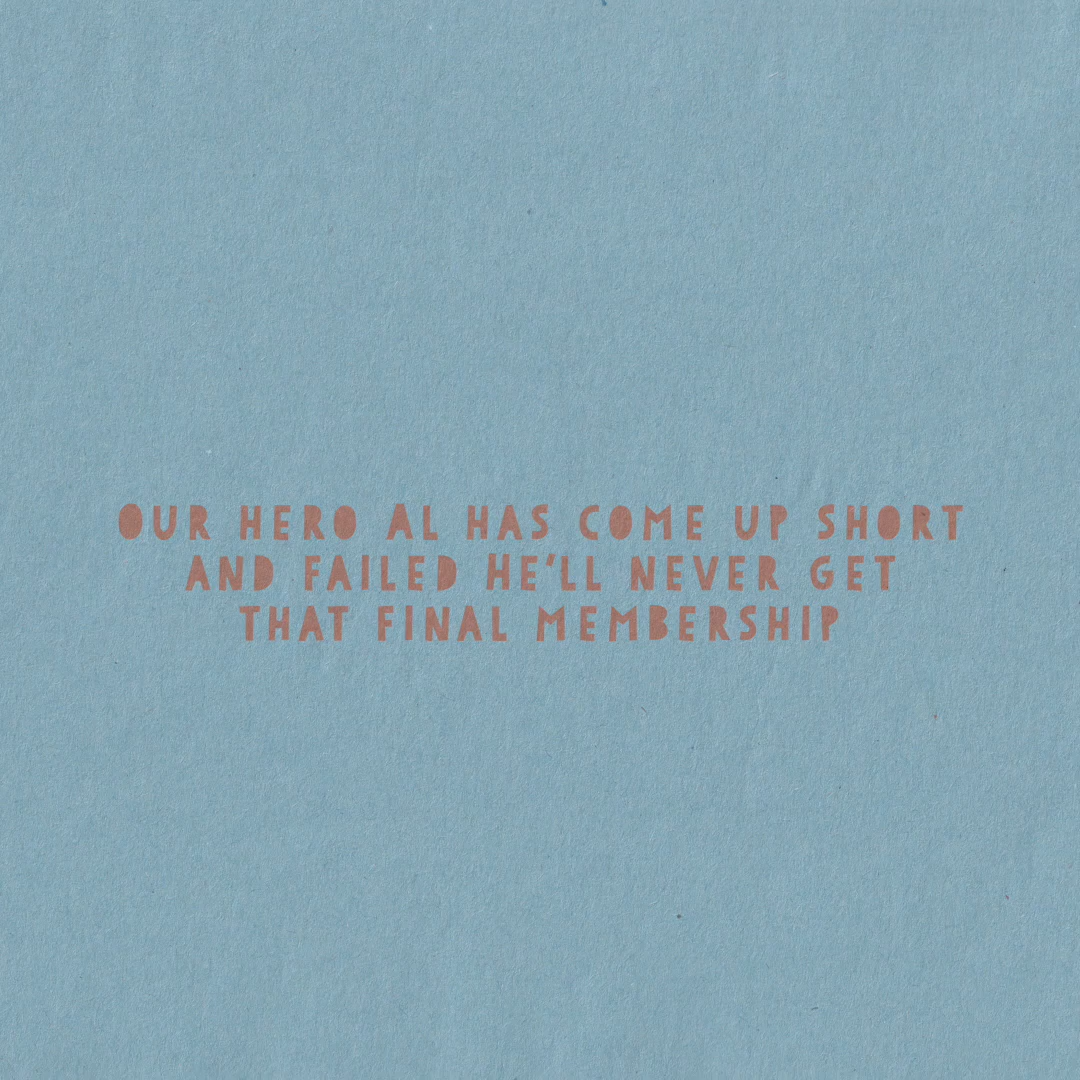 OUR HERO AL HAS COME UP SHORT
AND FAILED HE'LL NEVER GET
THAT FINAL MEMBERSHIP